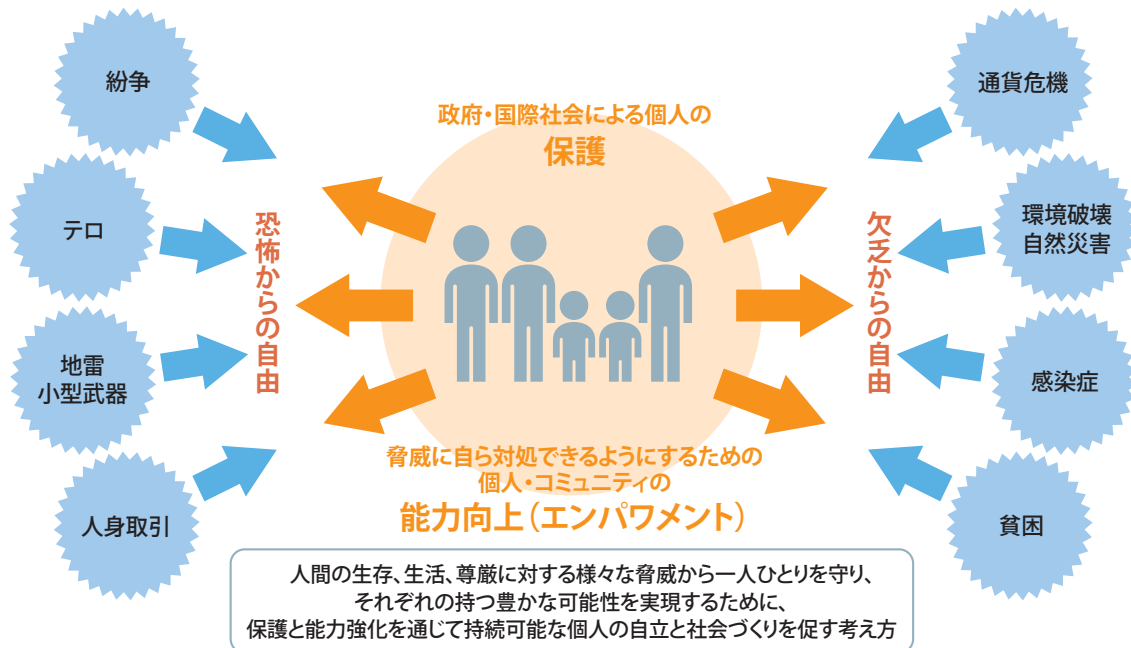 紛争
テロ
地雷
小型武器
人身取引
恐怖からの自由
政府・国際社会による個人の
保護
脅威に自ら対処できるようにするための
個人・コミュニティの
能力向上（エンパワメント）
欠乏からの自由
通貨危機
環境破壊
自然災害
感染症
貧困
人間の生存、生活、尊厳に対する様々な脅威から一人ひとりを守り、
それぞれの持つ豊かな可能性を実現するために、
保護と能力強化を通じて持続可能な個人の自立と社会づくりを促す考え方